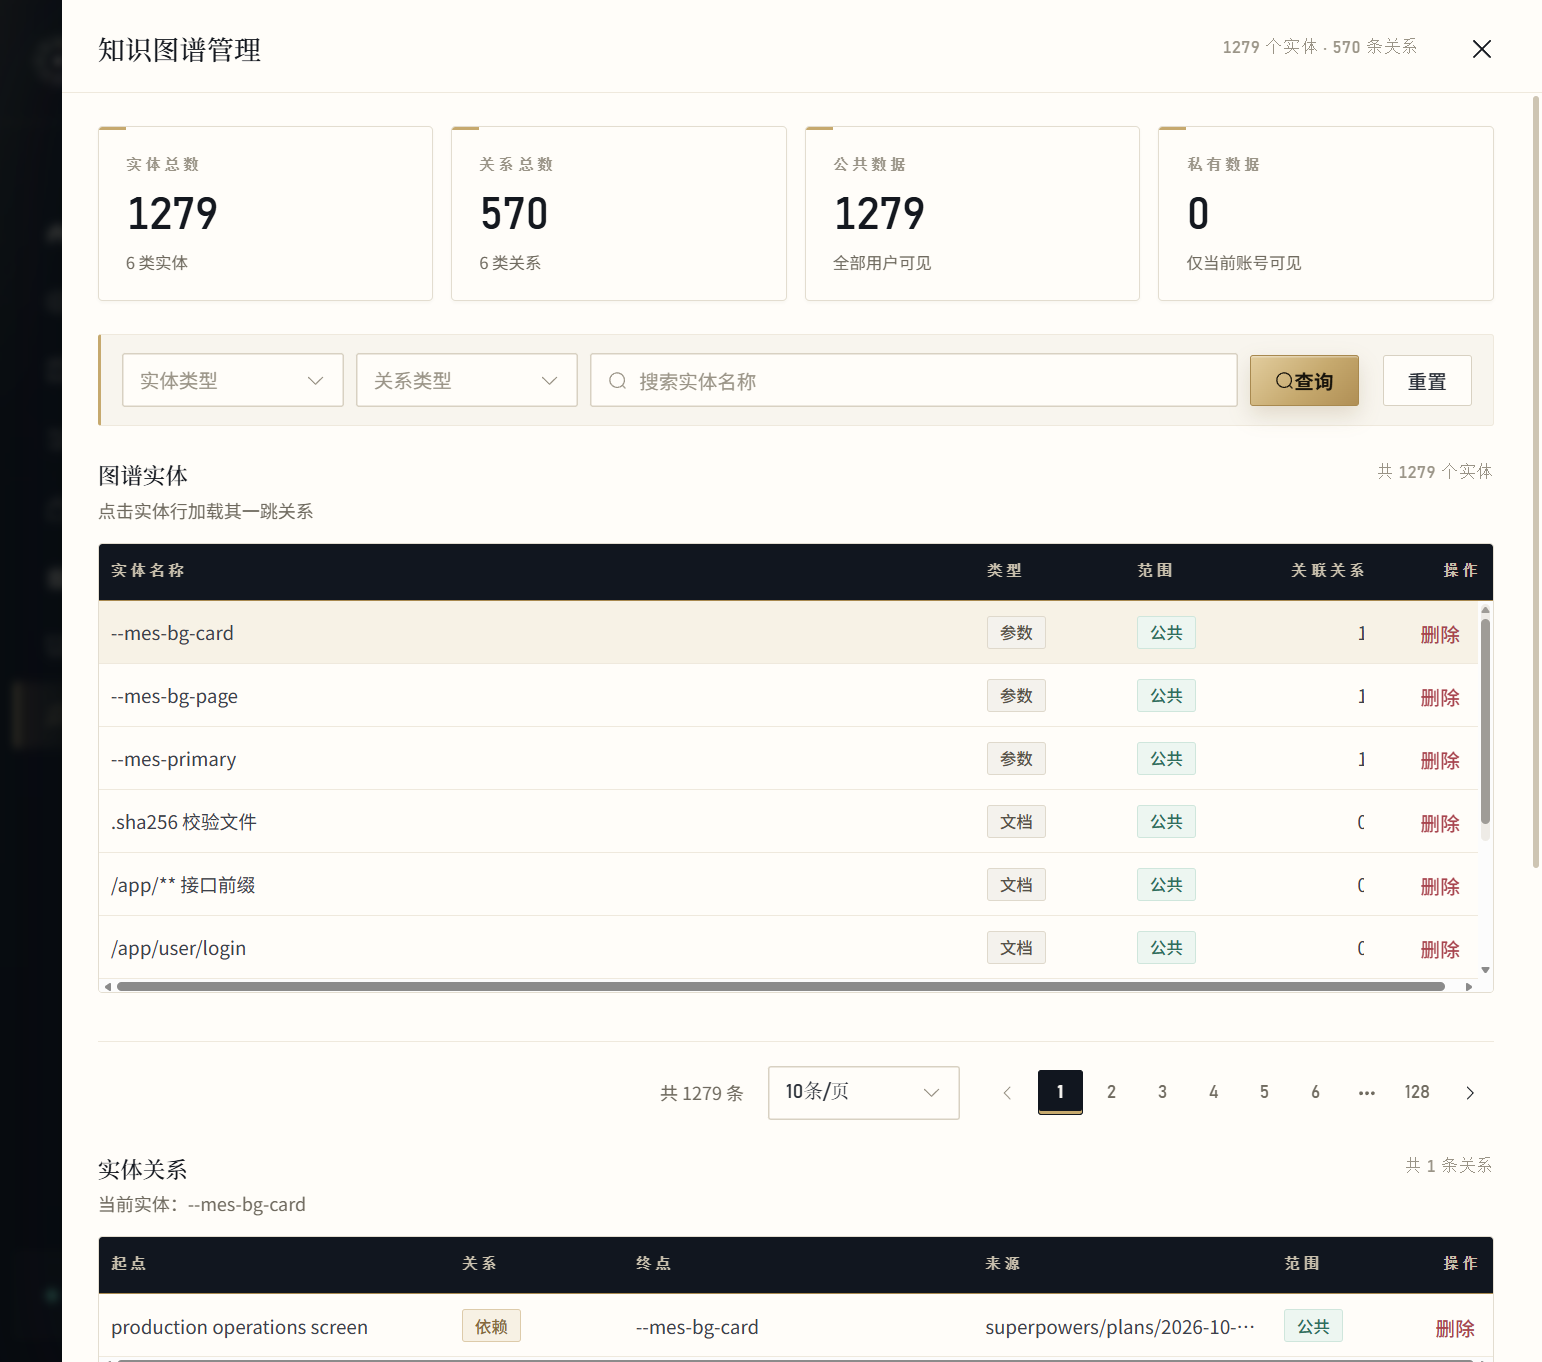 知识图谱管理
1279 个实体 · 570 条关系
实体总数
1279
6 类实体
关系总数
570
6 类关系
公共数据
1279
全部用户可见
私有数据
0
仅当前账号可见
实体类型
关系类型
搜索实体名称
查询
重置
图谱实体
共 1279 个实体
点击实体行加载其一跳关系
实体名称 类型 范围 关联关系 操作
--mes-bg-card 参数 公共 1 删除
--mes-bg-page 参数 公共 1 删除
--mes-primary 参数 公共 1 删除
.sha256 校验文件 文档 公共 0 删除
/app/** 接口前缀 文档 公共 0 删除
/app/user/login 文档 公共 0 删除
共 1279 条 10条/页 1 2 3 4 5 6 ••• 128
实体关系
共 1 条关系
当前实体：--mes-bg-card
起点 关系 终点 来源 范围 操作
production operations screen 依赖 --mes-bg-card superpowers/plans/2026-10-··· 公共 删除